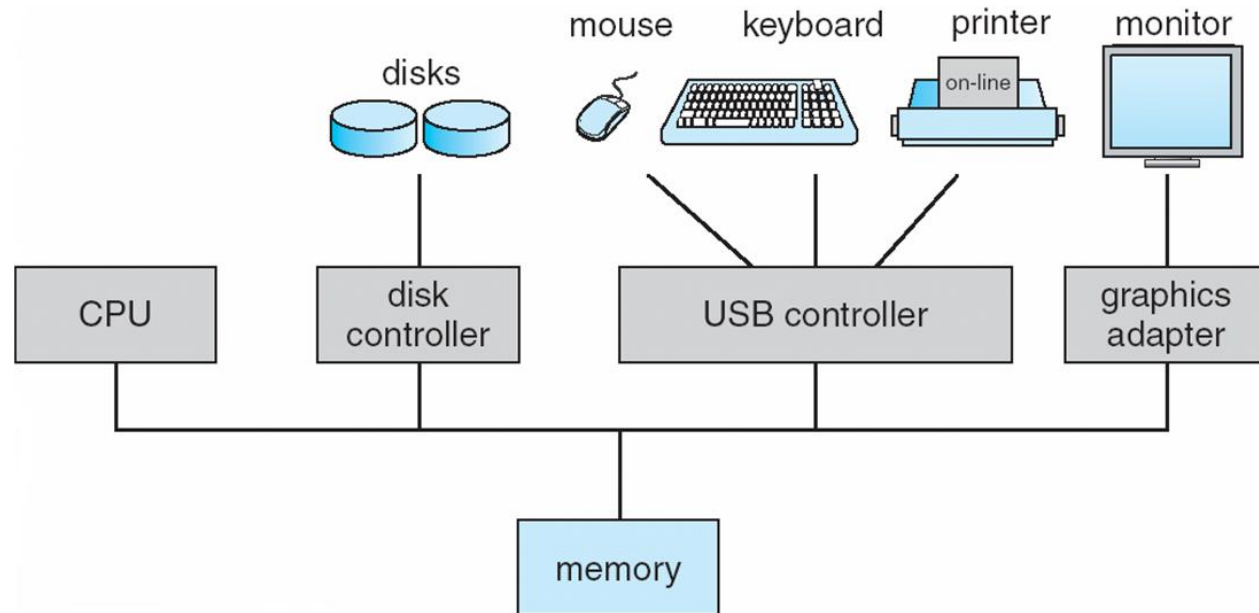 mouse
keyboard
printer
monitor
disks
on-line
CPU
disk
controller
USB controller
graphics
adapter
memory